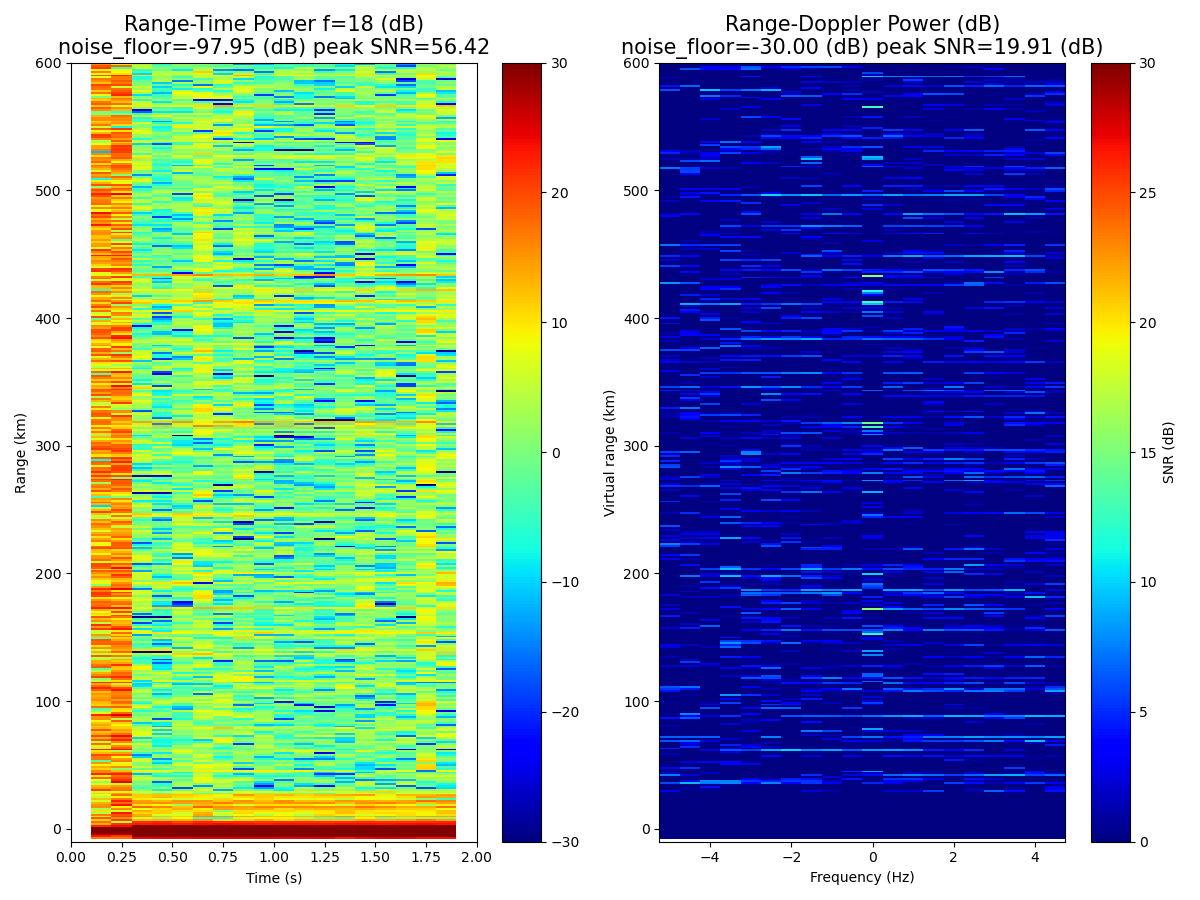 Range-Time Power f=18 (dB)
noise_floor=-97.95 (dB) peak SNR=56.42
Range (km)
600
500
400
300
200
100
0
0.00 0.25 0.50 0.75 1.00 1.25 1.50 1.75 2.00
Time (s)
30
20
10
0
−10
−20
−30
Range-Doppler Power (dB)
noise_floor=-30.00 (dB) peak SNR=19.91 (dB)
Virtual range (km)
600
500
400
300
200
100
0
−4 −2 0 2 4
Frequency (Hz)
30
25
20
15
10
5
0
SNR (dB)